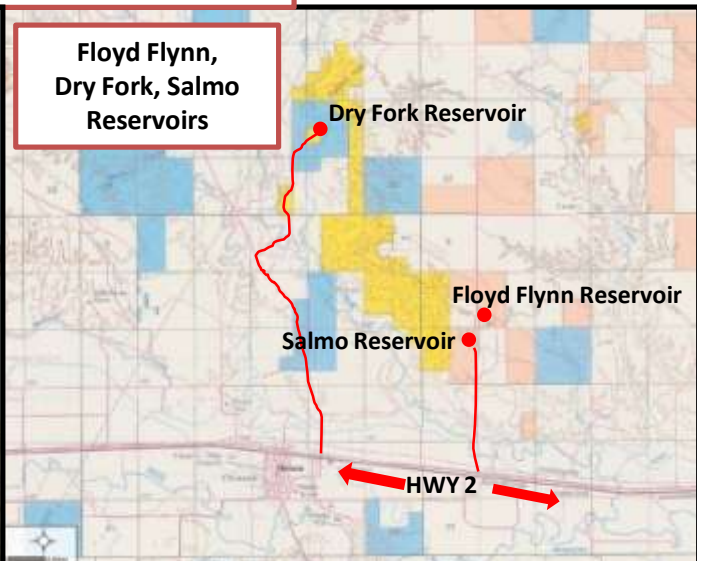 Floyd Flynn,
Dry Fork, Salmo
Reservoirs
Dry Fork Reservoir
Floyd Flynn Reservoir
Salmo Reservoir
HWY 2